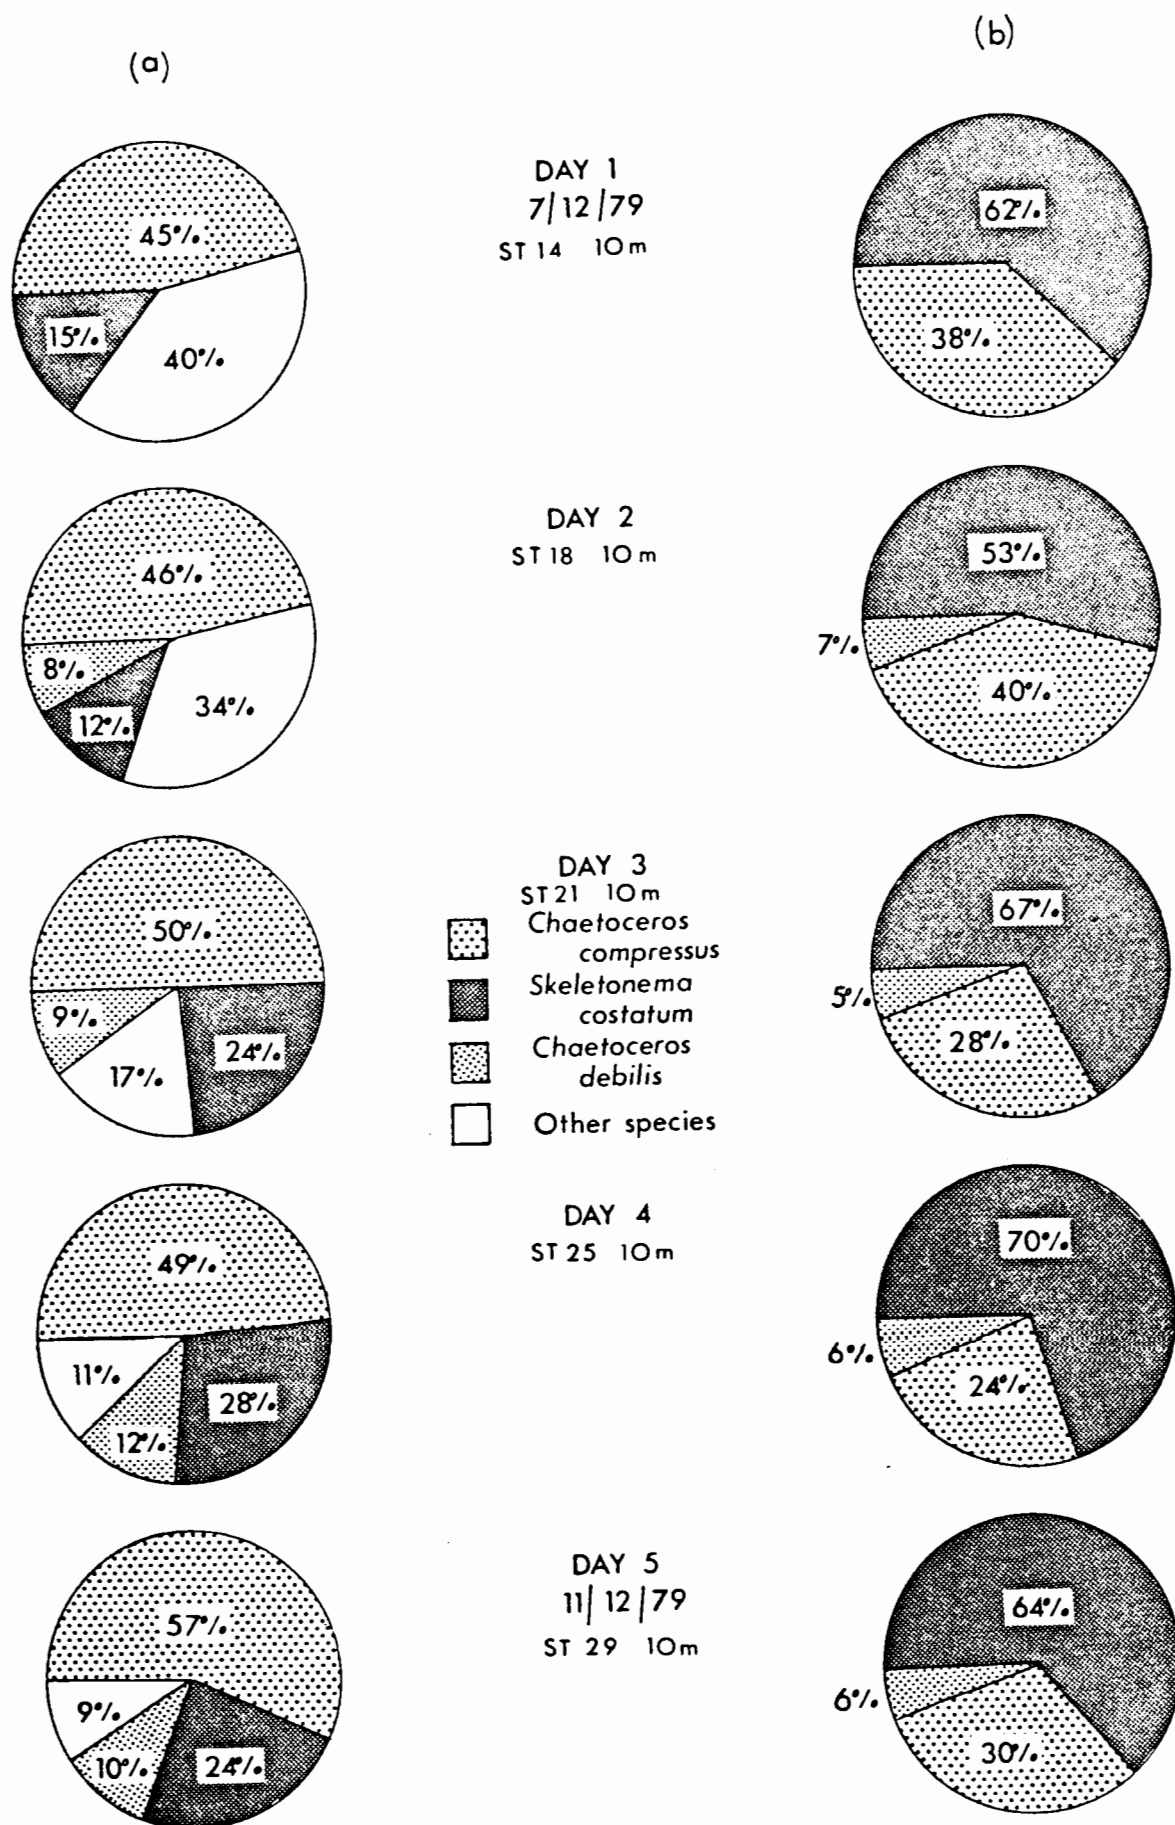 (a)
(b)
45%
15%
40%
DAY 1
7/12/79
ST 14 10m
62%
38%
46%
8%
12%
34%
DAY 2
ST 18 10m
53%
7%
40%
50%
9%
24%
17%
DAY 3
ST 21 10m
Chaetoceros
compressus
Skeletonema
costatum
Chaetoceros
debilis
Other species
67%
5%
28%
49%
11%
28%
12%
DAY 4
ST 25 10m
70%
6%
24%
57%
9%
10%
24%
DAY 5
11/12/79
ST 29 10m
64%
6%
30%